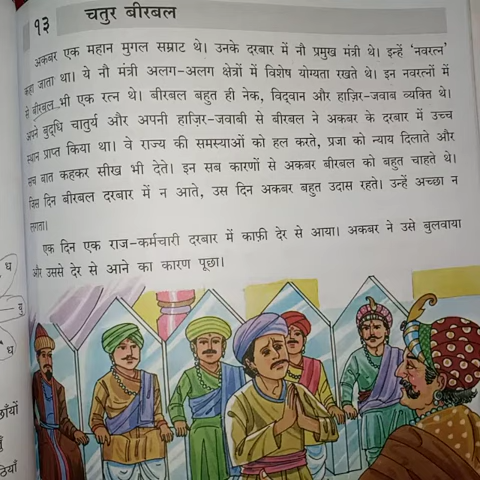 १३ चतुर बीरबल
अकबर एक महान मुगल सम्राट थे। उनके दरबार में नौ प्रमुख मंत्री थे। इन्हें 'नवरत्न'
कहा जाता था। ये नौ मंत्री अलग-अलग क्षेत्रों में विशेष योग्यता रखते थे। इन नवरत्नों में
से बीरबल भी एक रत्न थे। बीरबल बहुत ही नेक, विद्वान और हाज़िर-जवाब व्यक्ति थे।
अपने बुद्धि चातुर्य और अपनी हाज़िर-जवाबी से बीरबल ने अकबर के दरबार में उच्च
स्थान प्राप्त किया था। वे राज्य की समस्याओं को हल करते, प्रजा को न्याय दिलाते और
सच बात कहकर सीख भी देते। इन सब कारणों से अकबर बीरबल को बहुत चाहते थे।
जिस दिन बीरबल दरबार में न आते, उस दिन अकबर बहुत उदास रहते। उन्हें अच्छा न
लगता।
एक दिन एक राज-कर्मचारी दरबार में काफ़ी देर से आया। अकबर ने उसे बुलवाया
और उससे देर से आने का कारण पूछा।